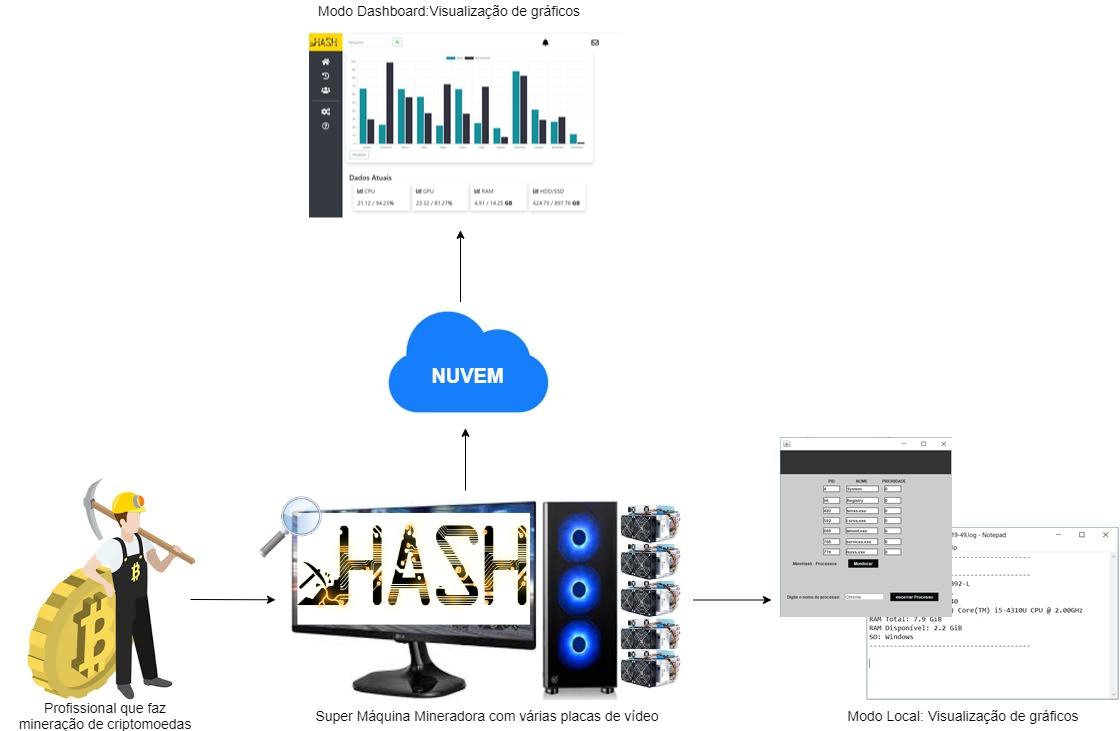 Modo Dashboard:Visualização de gráficos
.HASH
Pesquisar
Dados Atuais
CPU
21.12 / 94.23%
GPU
23.32 / 81.27%
RAM
4.91 / 14.25 GB
HDD/SSD
624.79 / 897.76 GB
NUVEM
.HASH
PID NOME PRIORIDADE
4 System 0
96 Registry 0
420 smss.exe 0
592 csrss.exe 0
688 wininit.exe 0
768 services.exe 0
776 lsass.exe 0
.MineHash - Processos Monitorar
Digite o nome do processo: Chrome
19-49.log - Notepad
Core(TM) i5-4310U CPU @ 2.00GHz
RAM Total: 7.9 GiB
RAM Disponível: 2.2 GiB
SO: Windows
Profissional que faz
mineração de criptomoedas
Super Máquina Mineradora com várias placas de vídeo
Modo Local: Visualização de gráficos